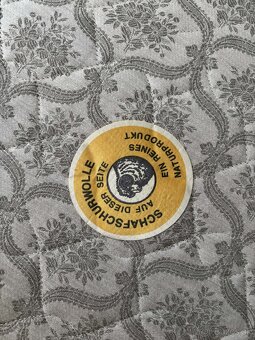 SCHAFSCHURWOLLE
AUF DIESER SEITE
EIN REINES
NATURPRODUKT